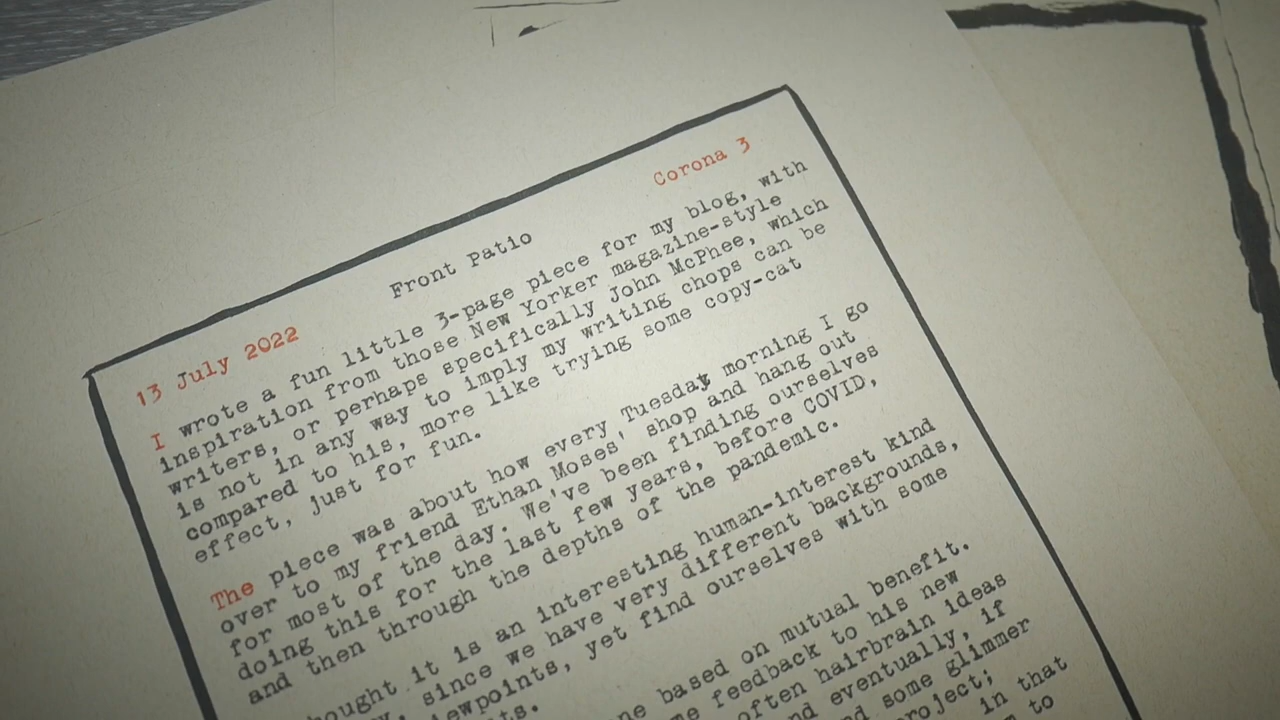 Corona 3
Front Patio
13 July 2022
I wrote a fun little 3-page piece for my blog, with
inspiration from those New Yorker magazine-style
writers, or perhaps specifically John McPhee, which
is not in any way to imply my writing chops can be
compared to his, more like trying some copy-cat
effect, just for fun.
The piece was about how every Tuesday morning I go
over to my friend Ethan Moses' shop and hang out
for most of the day. We've been finding ourselves
doing this for the last few years, before COVID,
and then through the depths of the pandemic.
it is an interesting human-interest kind
since we have very different backgrounds,
yet find ourselves with some
based on mutual benefit.
feedback to his new
often hairbrain ideas
eventually, if
some glimmer
in that
to